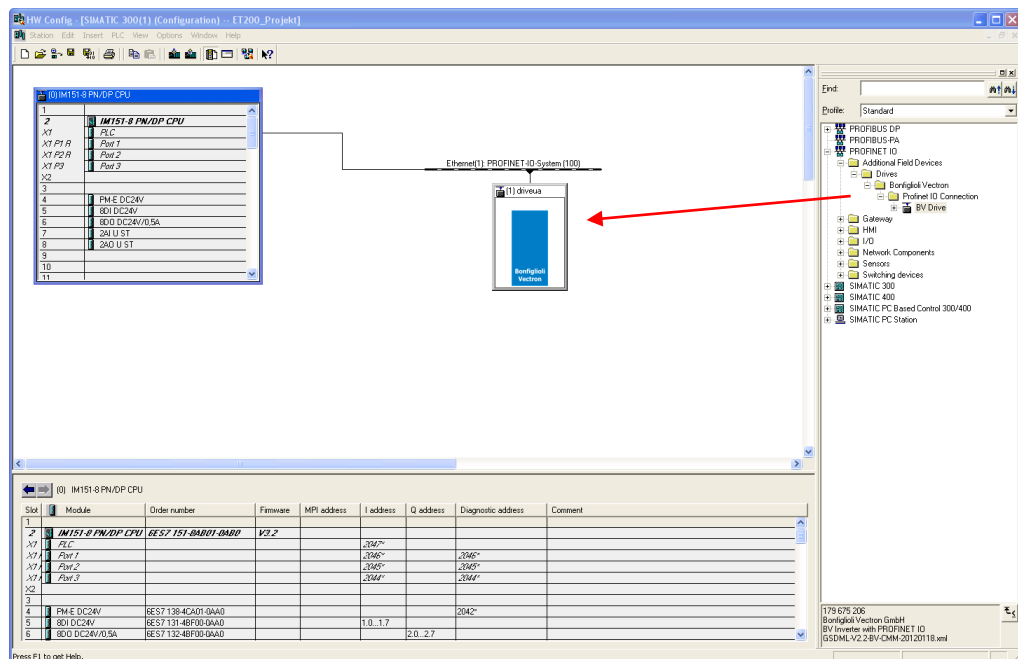 HW Config - [SIMATIC 300(1) (Configuration) -- ET200_Projekt]
Station Edit Insert PLC View Options Window Help
(0) IM151-8 PN/DP CPU
1
2 IM151-8 PN/DP CPU
X1 PLC
X1 P1 R Port 1
X1 P2 R Port 2
X1 P3 Port 3
X2
3
4 PM-E DC24V
5 8DI DC24V
6 8DO DC24V/0,5A
7 2AI U ST
8 2AO U ST
9
10
11
Ethernet(1): PROFINET-IO-System (100)
(1) driveua
Bonfiglioli
Vectron
Find:
Profile: Standard
PROFIBUS DP
PROFIBUS-PA
PROFINET IO
Additional Field Devices
Drives
Bonfiglioli Vectron
Profinet IO Connection
BV Drive
Gateway
HMI
I/O
Network Components
Sensors
Switching devices
SIMATIC 300
SIMATIC 400
SIMATIC PC Based Control 300/400
SIMATIC PC Station
(0) IM151-8 PN/DP CPU
Slot Module Order number Firmware MPI address I address Q address Diagnostic address Comment
1
2 IM151-8 PN/DP CPU 6ES7 151-8AB01-0AB0 V3.2
X1 PLC 2047*
X1 Port 1 2046* 2046*
X1 Port 2 2045* 2045*
X1 Port 3 2044* 2044*
X2
3
4 PM-E DC24V 6ES7 138-4CA01-0AA0 2042*
5 8DI DC24V 6ES7 131-4BF00-0AA0 1.0...1.7
6 8DO DC24V/0,5A 6ES7 132-4BF00-0AA0 2.0...2.7
179 675 206
Bonfiglioli Vectron GmbH
BV Inverter with PROFINET IO
GSDML-V2.2-BV-CMM-20120118.xml
Press F1 to get Help.